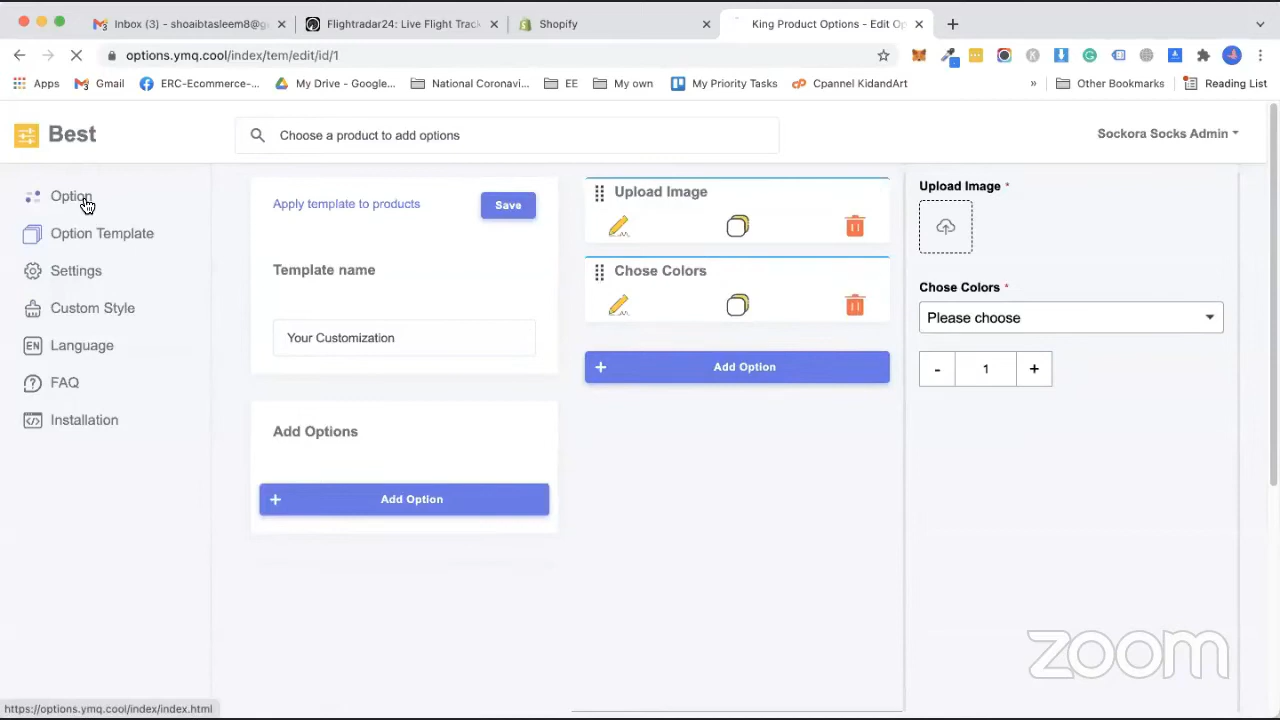 Inbox (3) - shoaibtasleem8@g
Flightradar24: Live Flight Track
Shopify
King Product Options - Edit Op
options.ymq.cool/index/tem/edit/id/1
Apps
Gmail
ERC-Ecommerce-...
My Drive - Google...
National Coronavi...
EE
My own
My Priority Tasks
Cpannel KidandArt
»
Other Bookmarks
Reading List
Best
Choose a product to add options
Sockora Socks Admin
Option
Option Template
Settings
Custom Style
EN Language
FAQ
Installation
Apply template to products
Save
Template name
Your Customization
Add Options
+ Add Option
Upload Image
Chose Colors
+ Add Option
Upload Image *
Chose Colors *
Please choose
- 1 +
zoom
https://options.ymq.cool/index/index.html